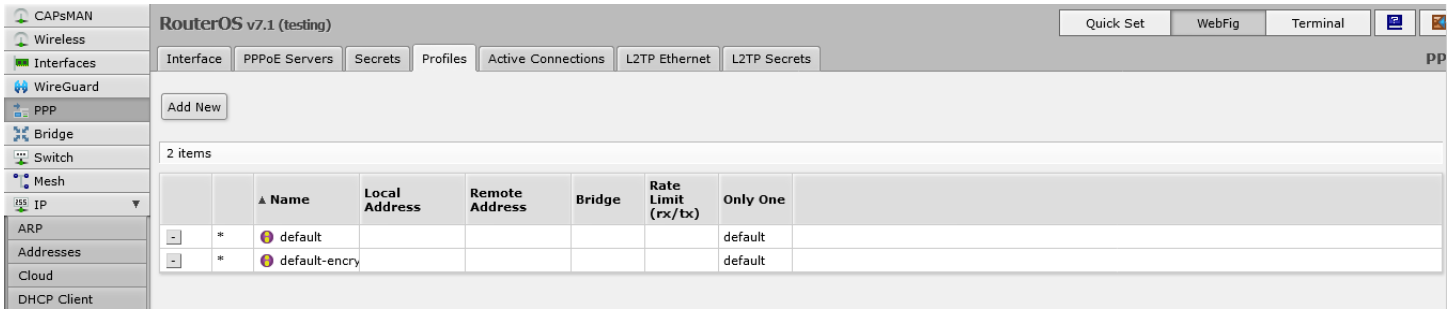 CAPsMAN
Wireless
Interfaces
WireGuard
PPP
Bridge
Switch
Mesh
IP
ARP
Addresses
Cloud
DHCP Client
RouterOS v7.1 (testing)
Quick Set WebFig Terminal
Interface PPPoE Servers Secrets Profiles Active Connections L2TP Ethernet L2TP Secrets PP
Add New
2 items
▲ Name Local Address Remote Address Bridge Rate Limit (rx/tx) Only One
- * default default
- * default-encry default